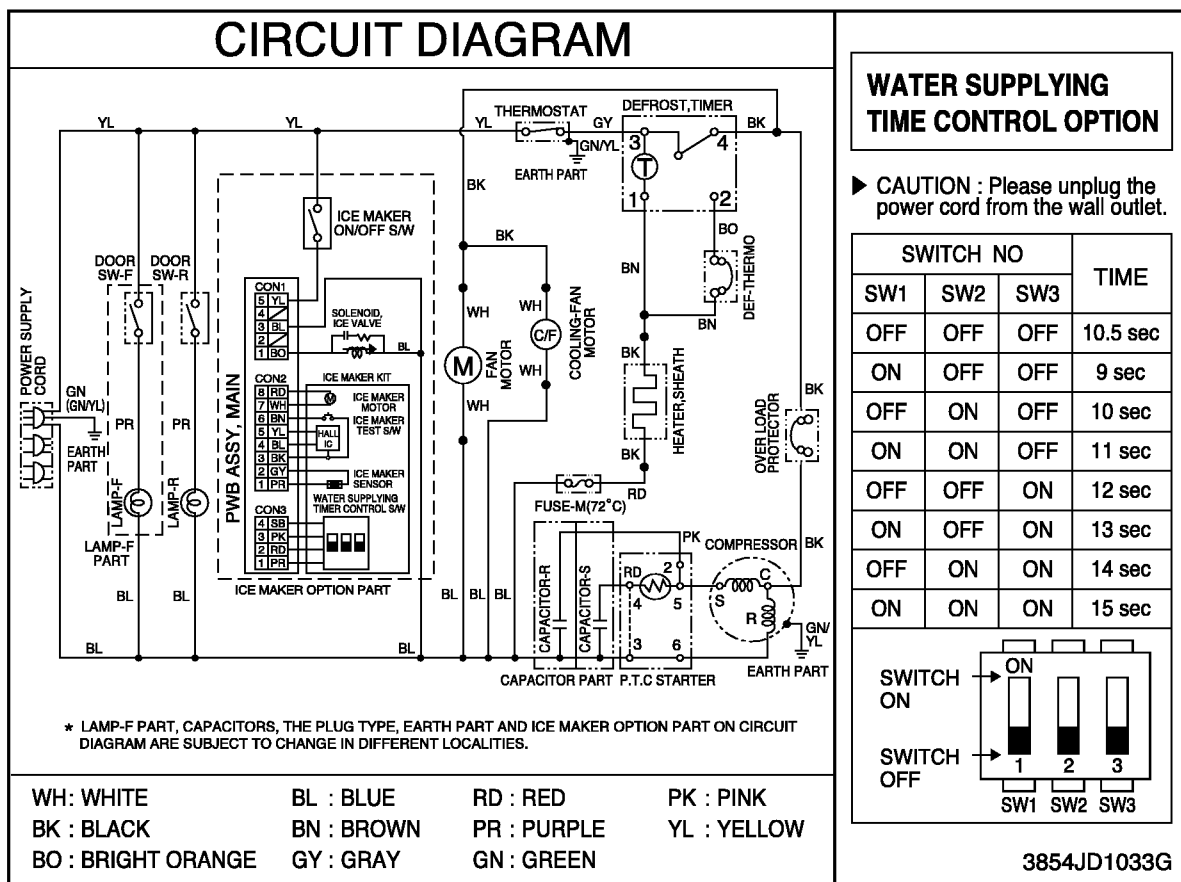 CIRCUIT DIAGRAM
YL
YL
YL
THERMOSTAT
GY
GN/YL
EARTH PART
DEFROST,TIMER
3
4
T
1
2
BK
BK
BO
DEF-THERMO
BN
BN
ICE MAKER
ON/OFF S/W
DOOR
SW-F
DOOR
SW-R
POWER SUPPLY
CORD
GN
(GN/YL)
EARTH
PART
PR
PR
LAMP-F
LAMP-R
LAMP-F
PART
BL
BL
BL
PWB ASSY, MAIN
CON1
5 YL
4
3 BL
2
1 BO
SOLENOID,
ICE VALVE
BL
CON2
8 RD
7 WH
6 BN
5 YL
4 BL
3 BK
2 GY
1 PR
ICE MAKER KIT
M
ICE MAKER
MOTOR
ICE MAKER
TEST S/W
HALL
IC
ICE MAKER
SENSOR
WATER SUPPLYING
TIMER CONTROL S/W
CON3
4 SB
3 PK
2 RD
1 PR
ICE MAKER OPTION PART
BL
BK
WH
M
FAN
MOTOR
WH
WH
C/F
COOLING-FAN
MOTOR
WH
BL
BL
BL
BK
HEATER,SHEATH
BK
RD
FUSE-M(72°C)
BK
OVER LOAD
PROTECTOR
BK
CAPACITOR-R
CAPACITOR-S
CAPACITOR PART
RD
4
PK
2
5
3
6
P.T.C STARTER
COMPRESSOR
S
C
R
GN/
YL
EARTH PART
* LAMP-F PART, CAPACITORS, THE PLUG TYPE, EARTH PART AND ICE MAKER OPTION PART ON CIRCUIT
DIAGRAM ARE SUBJECT TO CHANGE IN DIFFERENT LOCALITIES.
WH: WHITE BL : BLUE RD : RED PK : PINK
BK : BLACK BN : BROWN PR : PURPLE YL : YELLOW
BO : BRIGHT ORANGE GY : GRAY GN : GREEN
WATER SUPPLYING
TIME CONTROL OPTION
▶ CAUTION : Please unplug the
power cord from the wall outlet.
SWITCH NO TIME
SW1 SW2 SW3
OFF OFF OFF 10.5 sec
ON OFF OFF 9 sec
OFF ON OFF 10 sec
ON ON OFF 11 sec
OFF OFF ON 12 sec
ON OFF ON 13 sec
OFF ON ON 14 sec
ON ON ON 15 sec
SWITCH
ON
ON
SWITCH
OFF
1 2 3
SW1 SW2 SW3
3854JD1033G